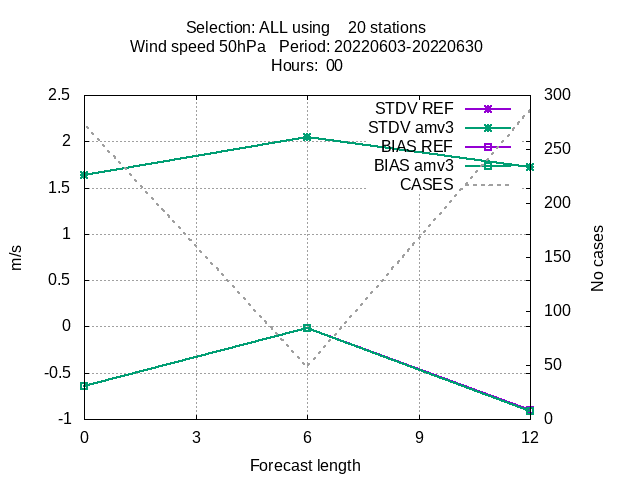 Selection: ALL using    20 stations
Wind speed 50hPa   Period: 20220603-20220630
Hours:  00
2.5
2
1.5
1
0.5
0
-0.5
-1
300
250
200
150
100
50
0
STDV REF
STDV amv3
BIAS REF
BIAS amv3
CASES
m/s
No cases
0 3 6 9 12
Forecast length